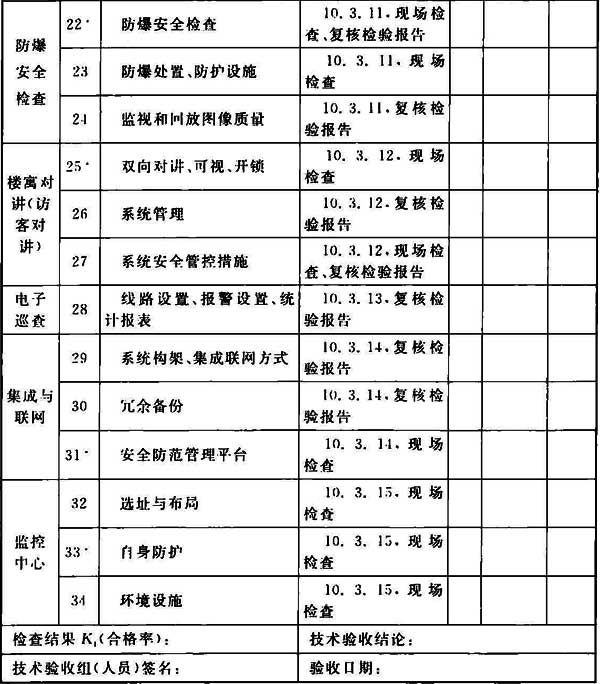 防爆
安全
检查
22* 防爆安全检查 10.3.11，现场检
查、复核检验报告
23 防爆处置、防护设施 10.3.11，现场
检查
24 监视和回放图像质量 10.3.11，复核检
验报告
楼寓对
讲（访
客对
讲）
25* 双向对讲、可视、开锁 10.3.12，现场
检查
26 系统管理 10.3.12，复核检
验报告
27 系统安全管控措施 10.3.12，现场检
查、复核检验报告
电子
巡查
28 线路设置、报警设置、统
计报表
10.3.13，复核检
验报告
集成与
联网
29 系统构架、集成联网方式 10.3.14，复核检
验报告
30 冗余备份 10.3.14，复核检
验报告
31* 安全防范管理平台 10.3.14，现场
检查
监控
中心
32 选址与布局 10.3.15，现场
检查
33* 自身防护 10.3.15，现场
检查
34 环境设施 10.3.15，现场
检查
检查结果K₁（合格率）： 技术验收结论：
技术验收组（人员）签名： 验收日期：